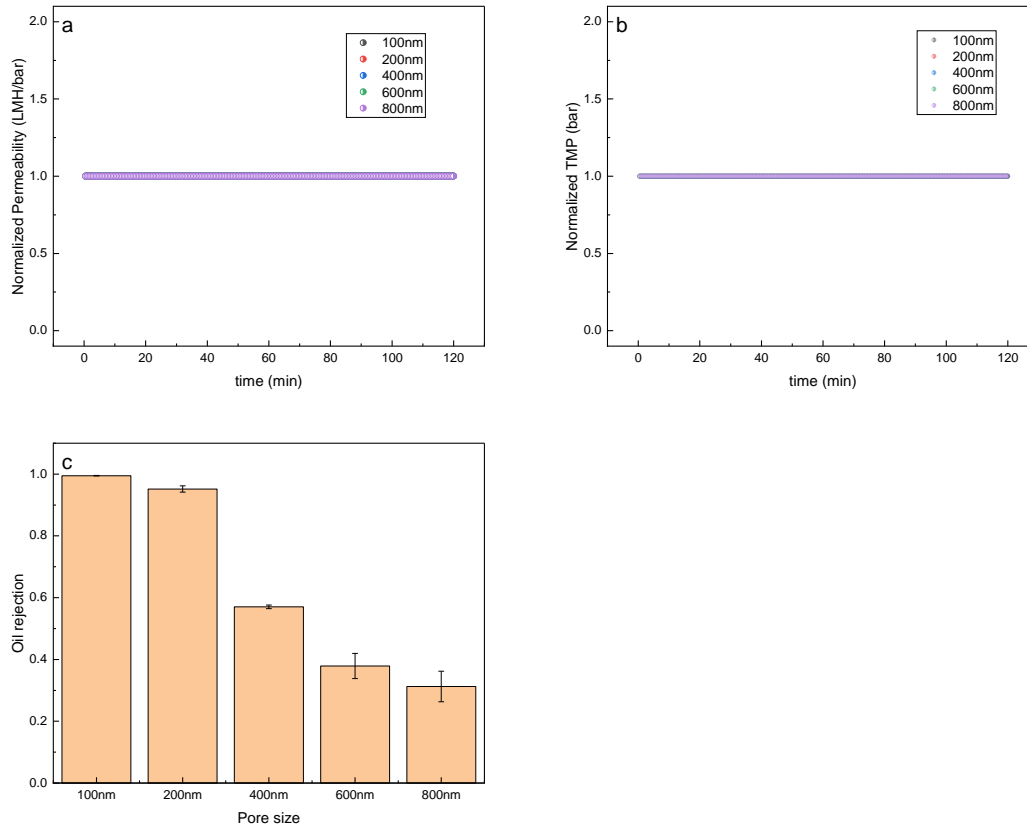 a
2.0
1.5
1.0
0.5
0.0
Normalized Permeability (LMH/bar)
100nm
200nm
400nm
600nm
800nm
0 20 40 60 80 100 120
time (min)
b
2.0
1.5
1.0
0.5
0.0
Normalized TMP (bar)
100nm
200nm
400nm
600nm
800nm
0 20 40 60 80 100 120
time (min)
c
1.0
0.8
0.6
0.4
0.2
0.0
Oil rejection
100nm 200nm 400nm 600nm 800nm
Pore size